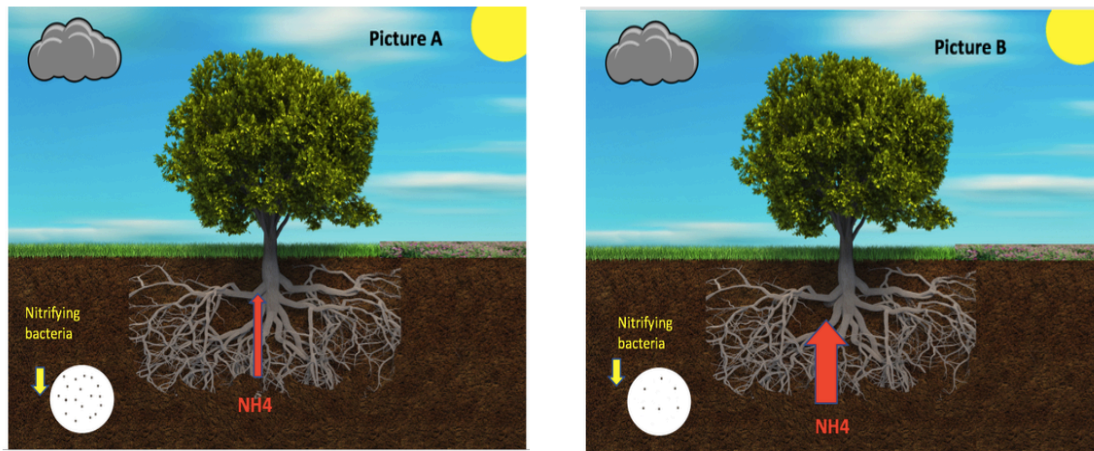 Picture A
Nitrifying
bacteria
NH4
Picture B
Nitrifying
bacteria
NH4